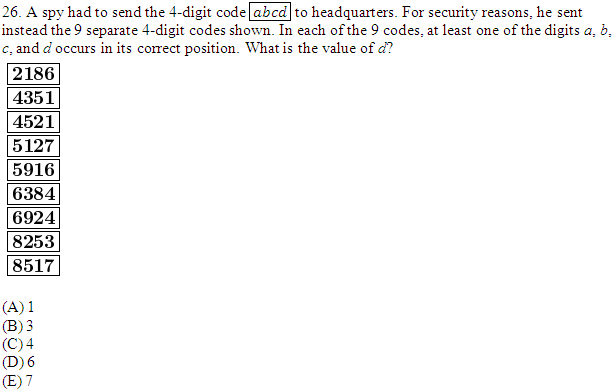 26. A spy had to send the 4-digit code abcd to headquarters. For security reasons, he sent
instead the 9 separate 4-digit codes shown. In each of the 9 codes, at least one of the digits a, b,
c, and d occurs in its correct position. What is the value of d?
2186
4351
4521
5127
5916
6384
6924
8253
8517
(A) 1
(B) 3
(C) 4
(D) 6
(E) 7